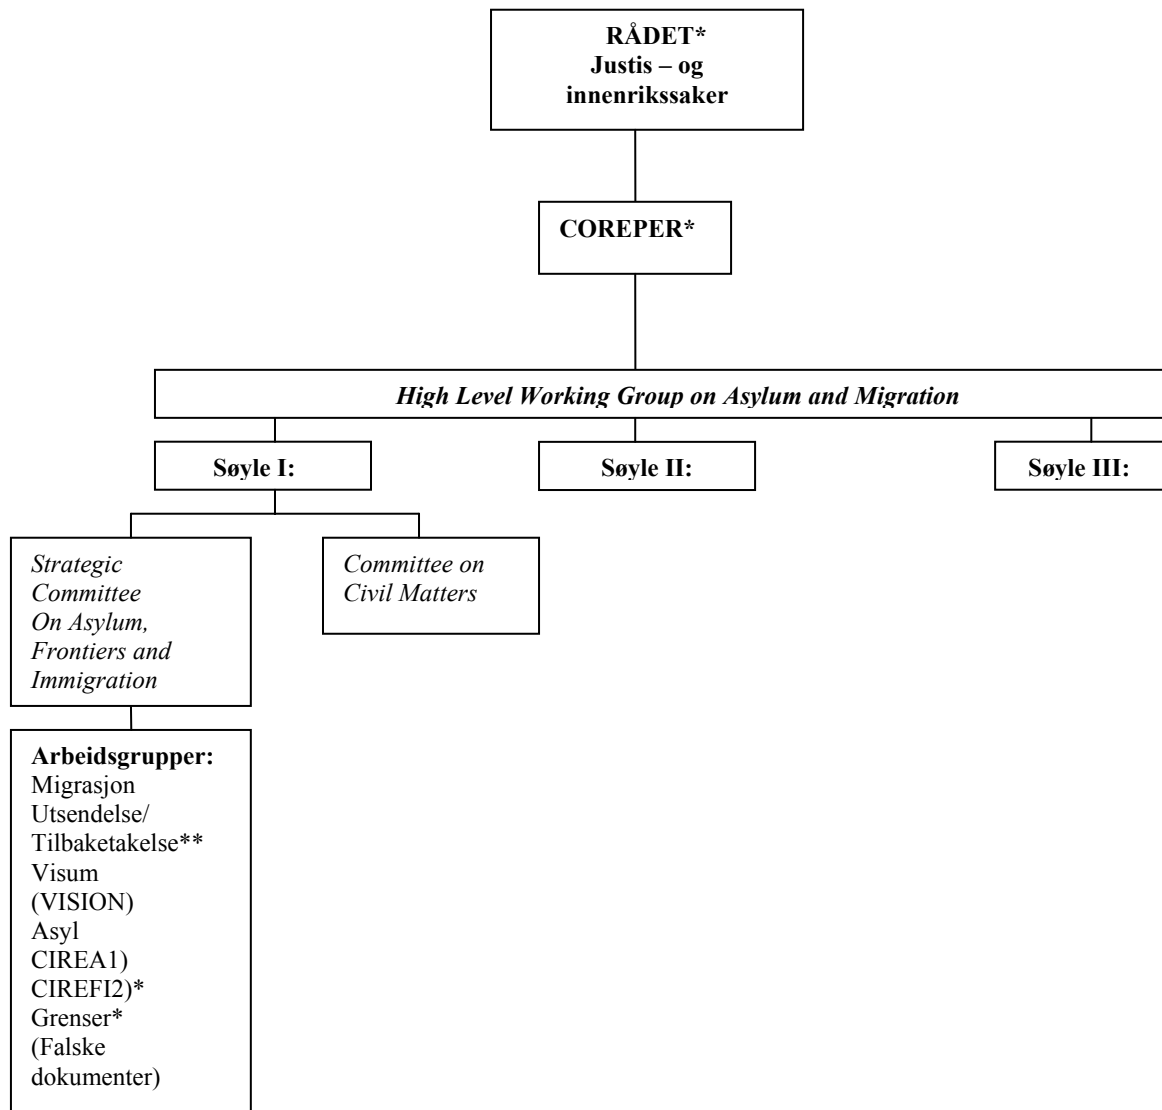 RÅDET*
Justis – og
innenrikssaker
COREPER*
High Level Working Group on Asylum and Migration
Søyle I:
Søyle II:
Søyle III:
Strategic
Committee
On Asylum,
Frontiers and
Immigration
Committee on
Civil Matters
Arbeidsgrupper:
Migrasjon
Utsendelse/
Tilbaketakelse**
Visum
(VISION)
Asyl
CIREA1)
CIREFI2)*
Grenser*
(Falske
dokumenter)